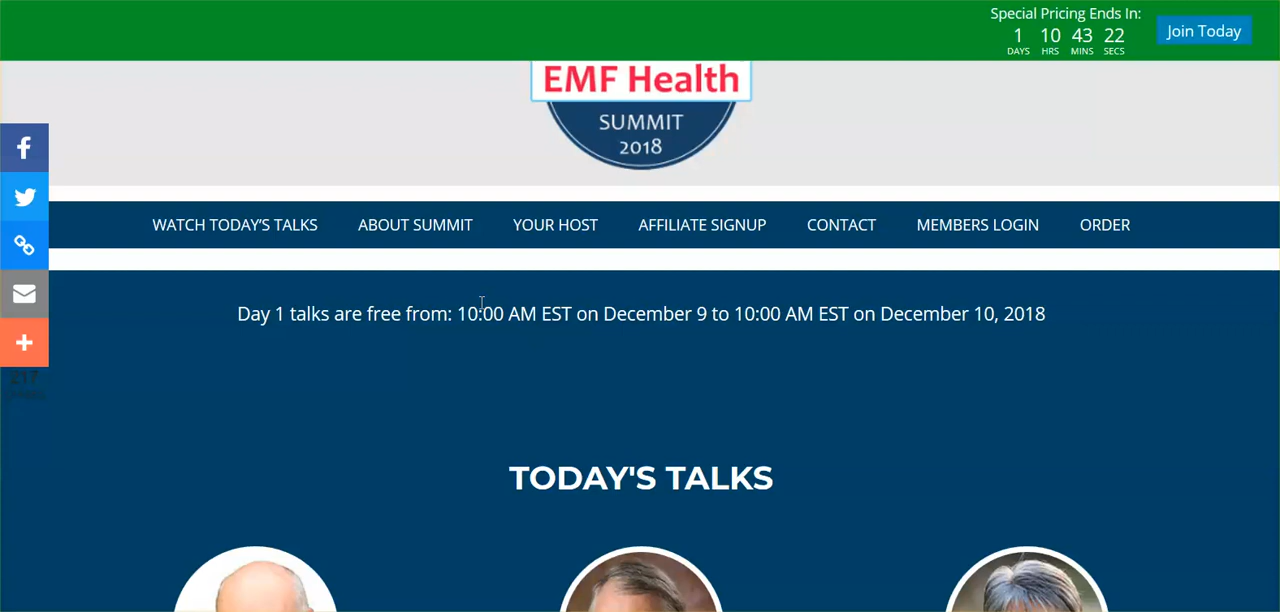 Special Pricing Ends In:
1 10 43 22
DAYS HRS MINS SECS
Join Today
EMF Health
SUMMIT
2018
WATCH TODAY'S TALKS ABOUT SUMMIT YOUR HOST AFFILIATE SIGNUP CONTACT MEMBERS LOGIN ORDER
Day 1 talks are free from: 10:00 AM EST on December 9 to 10:00 AM EST on December 10, 2018
217
TODAY'S TALKS